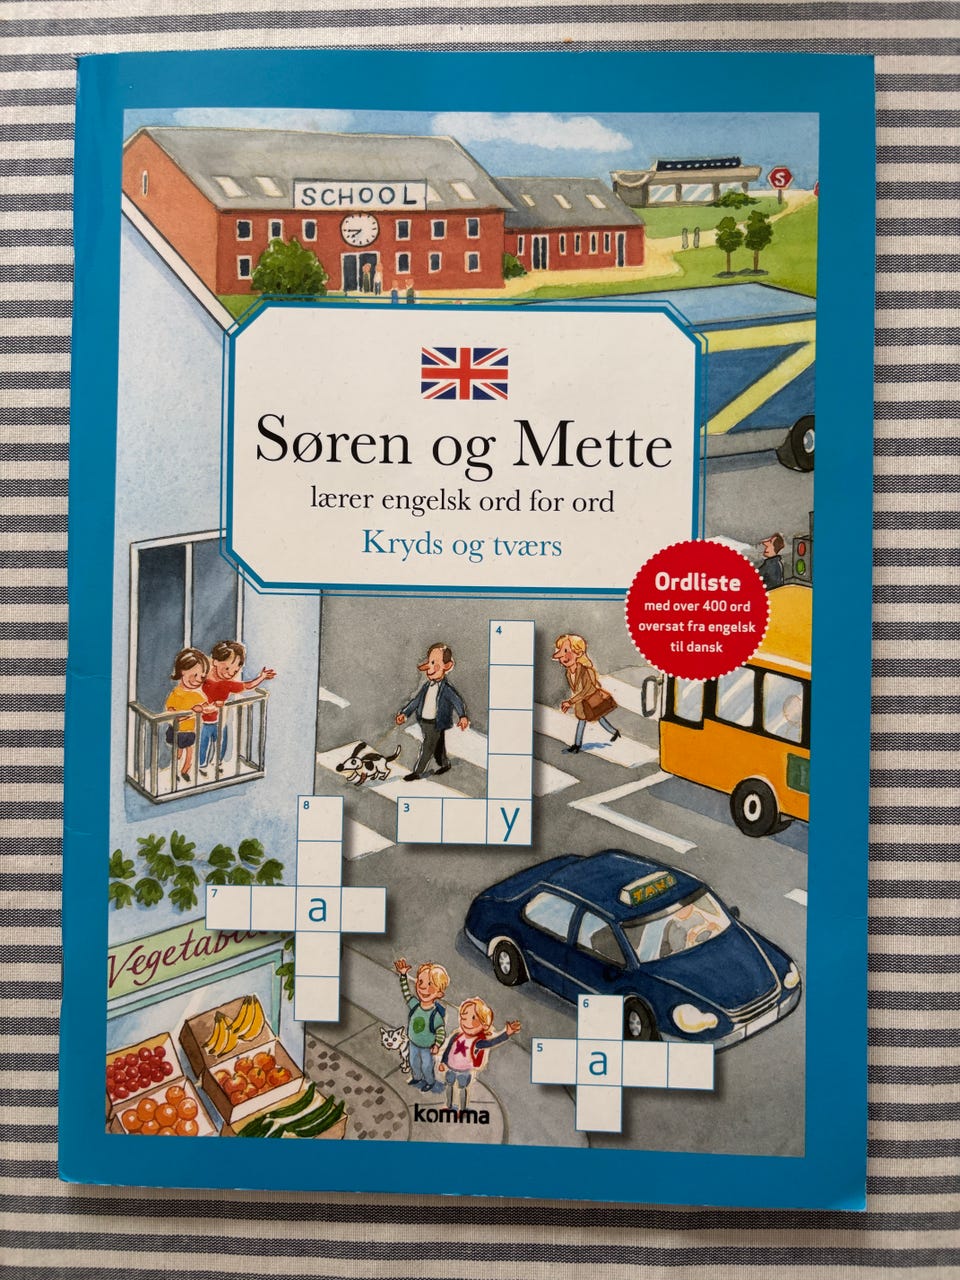 SCHOOL
S
Søren og Mette
lærer engelsk ord for ord
Kryds og tværs
Ordliste
med over 400 ord
oversat fra engelsk
til dansk
4
3
y
8
7
a
Vegetab
TAXI
6
5
a
komma